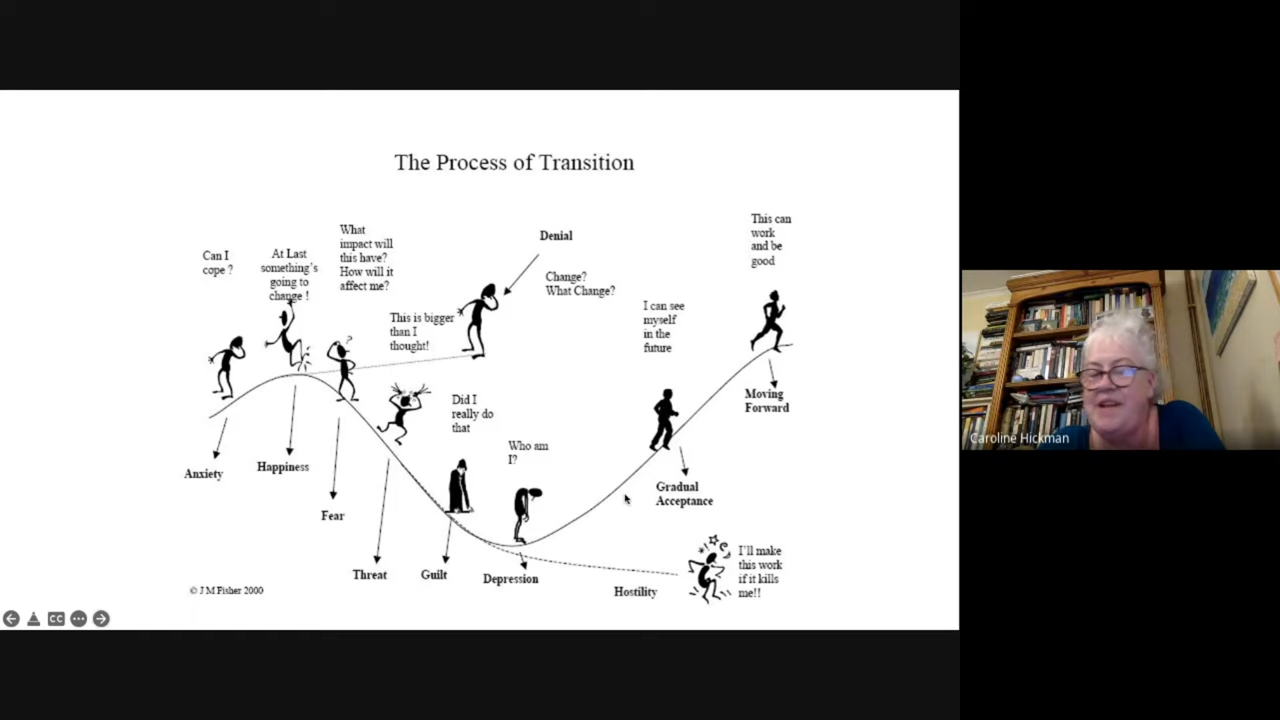 The Process of Transition
Can I
cope ?
At Last
something's
going to
change !
What
impact will
this have?
How will it
affect me?
This is bigger
than I
thought!
Denial
Change?
What Change?
Did I
really do
that
Who am
I?
I can see
myself
in the
future
This can
work
and be
good
Anxiety
Happiness
Fear
Threat
Guilt
Depression
Hostility
I'll make
this work
if it kills
me!!
Gradual
Acceptance
Moving
Forward
© J M Fisher 2000
CC
Caroline Hickman